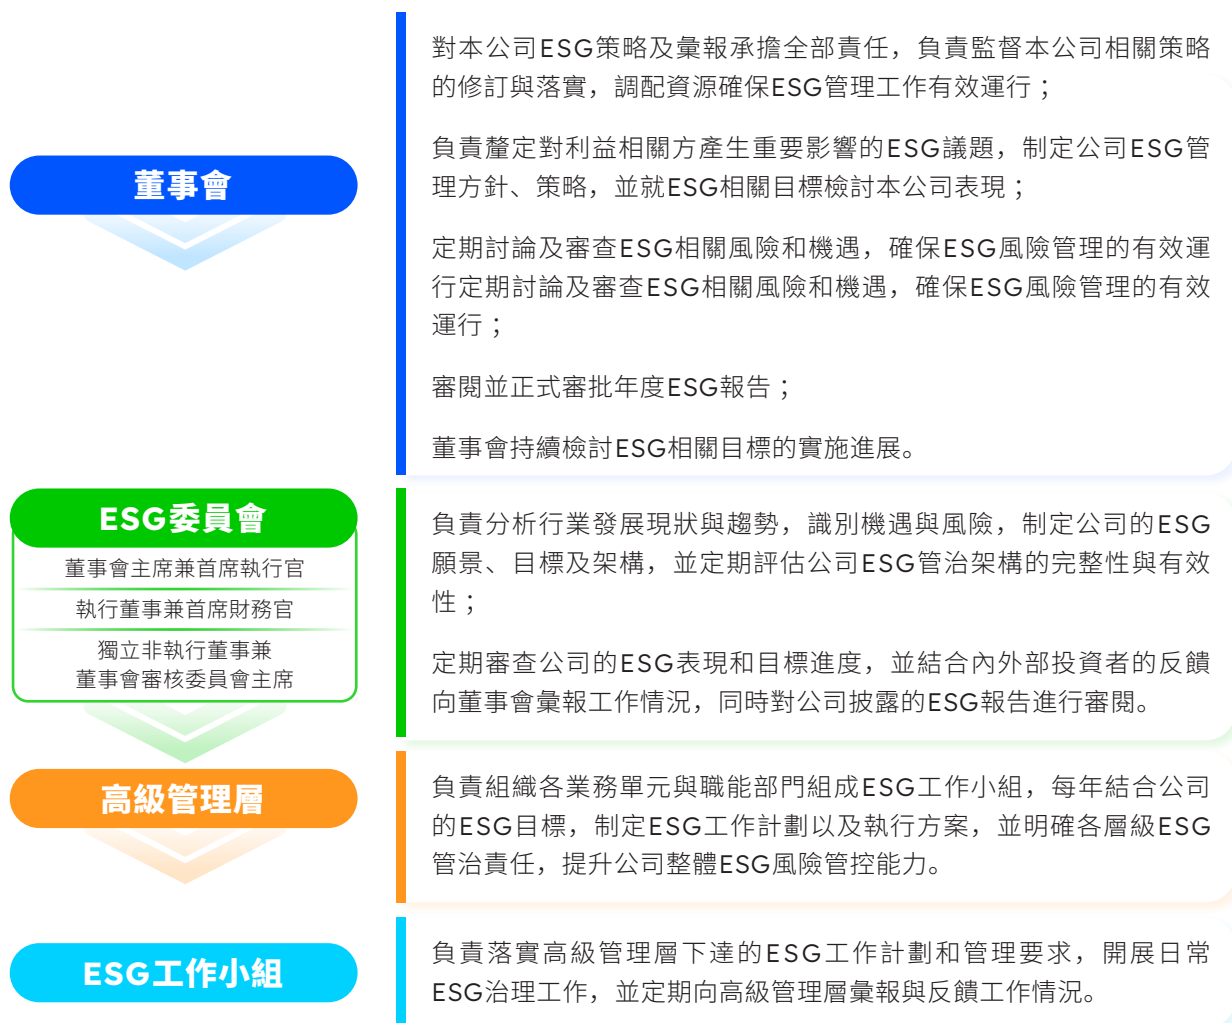 董事會
對本公司ESG策略及彙報承擔全部責任，負責監督本公司相關策略
的修訂與落實，調配資源確保ESG管理工作有效運行；
負責釐定對利益相關方產生重要影響的ESG議題，制定公司ESG管
理方針、策略，並就ESG相關目標檢討本公司表現；
定期討論及審查ESG相關風險和機遇，確保ESG風險管理的有效運
行定期討論及審查ESG相關風險和機遇，確保ESG風險管理的有效
運行；
審閱並正式審批年度ESG報告；
董事會持續檢討ESG相關目標的實施進展。
ESG委員會
董事會主席兼首席執行官
執行董事兼首席財務官
獨立非執行董事兼
董事會審核委員會主席
負責分析行業發展現狀與趨勢，識別機遇與風險，制定公司的ESG
願景、目標及架構，並定期評估公司ESG管治架構的完整性與有效
性；
定期審查公司的ESG表現和目標進度，並結合內外部投資者的反饋
向董事會彙報工作情況，同時對公司披露的ESG報告進行審閱。
高級管理層
負責組織各業務單元與職能部門組成ESG工作小組，每年結合公司
的ESG目標，制定ESG工作計劃以及執行方案，並明確各層級ESG
管治責任，提升公司整體ESG風險管控能力。
ESG工作小組
負責落實高級管理層下達的ESG工作計劃和管理要求，開展日常
ESG治理工作，並定期向高級管理層彙報與反饋工作情況。